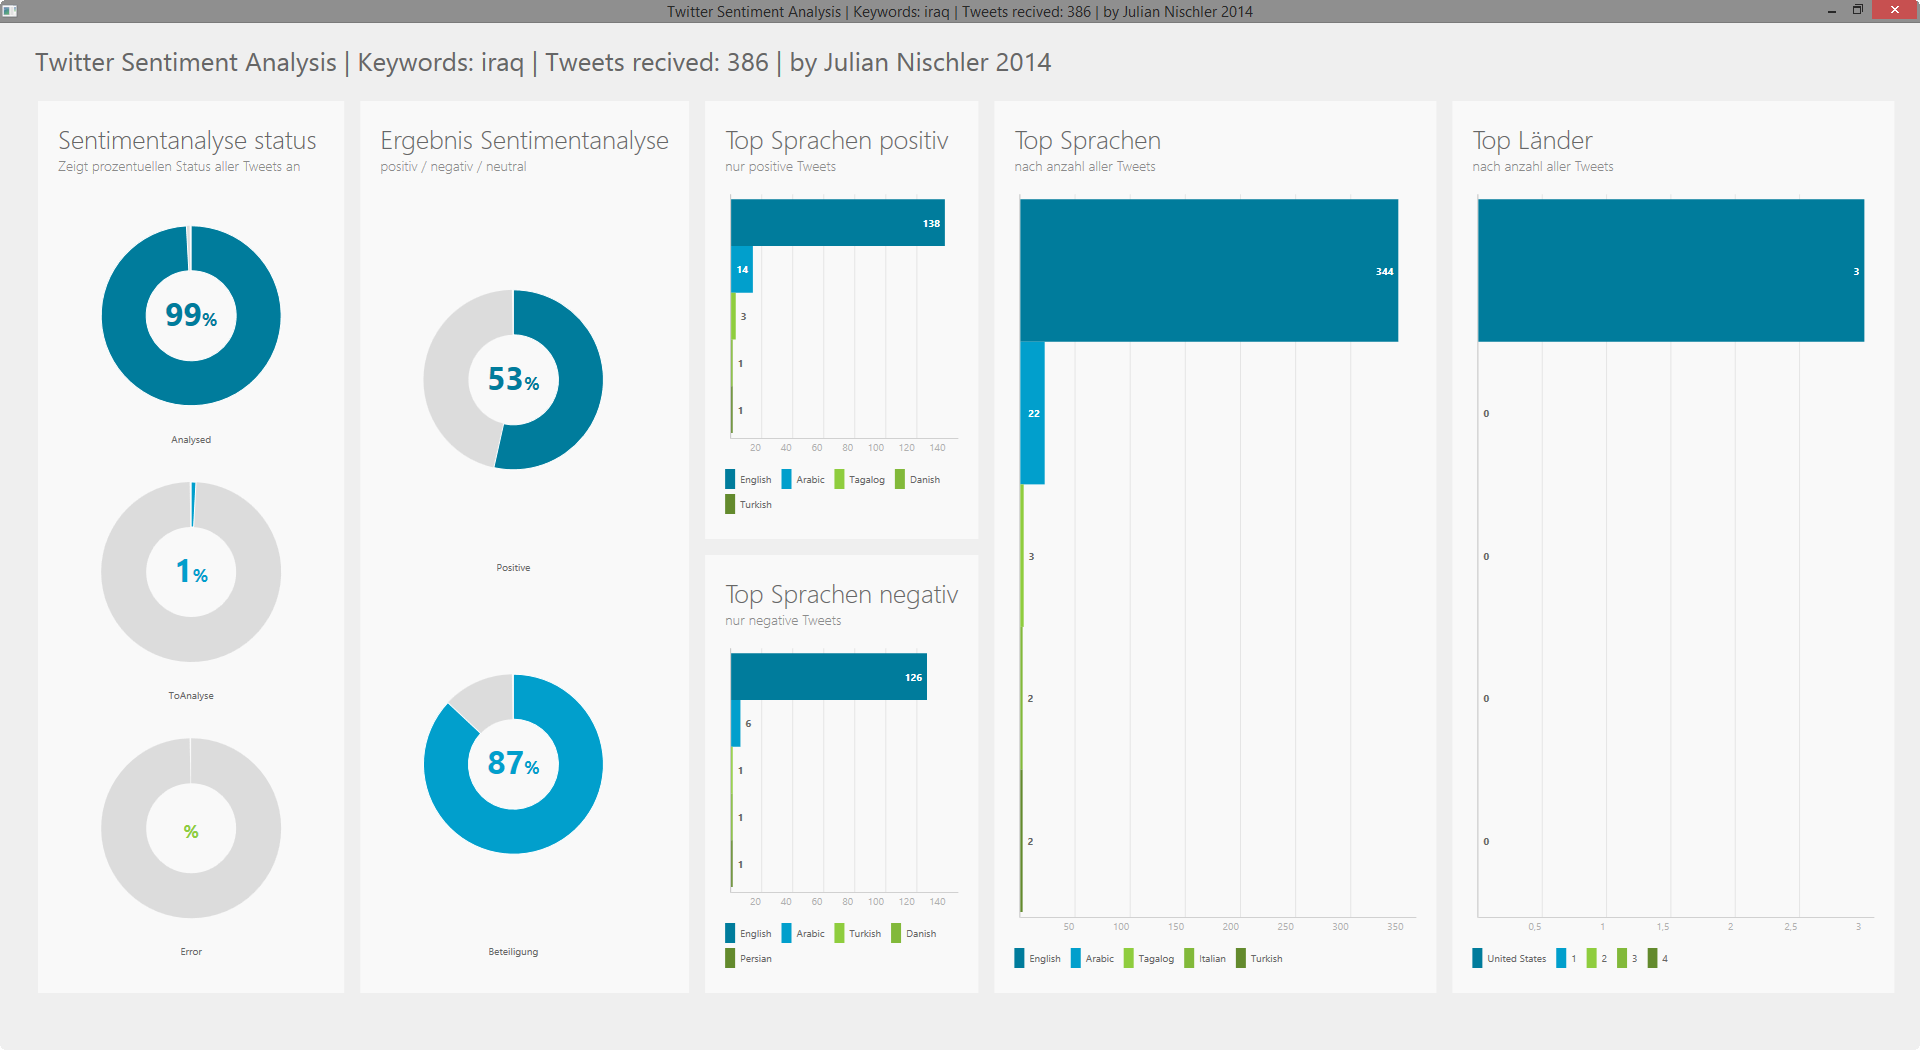 Twitter Sentiment Analysis | Keywords: iraq | Tweets recived: 386 | by Julian Nischler 2014
Twitter Sentiment Analysis | Keywords: iraq | Tweets recived: 386 | by Julian Nischler 2014
Sentimentanalyse status
Zeigt prozentuellen Status aller Tweets an
99%
Analysed
1%
ToAnalyse
%
Error
Ergebnis Sentimentanalyse
positiv / negativ / neutral
53%
Positive
87%
Beteiligung
Top Sprachen positiv
nur positive Tweets
138
14
3
1
1
20 40 60 80 100 120 140
English Arabic Tagalog Danish
Turkish
Top Sprachen negativ
nur negative Tweets
126
6
1
1
1
20 40 60 80 100 120 140
English Arabic Turkish Danish
Persian
Top Sprachen
nach anzahl aller Tweets
344
22
3
2
2
50 100 150 200 250 300 350
English Arabic Tagalog Italian Turkish
Top Länder
nach anzahl aller Tweets
3
0
0
0
0
0,5 1 1,5 2 2,5 3
United States 1 2 3 4